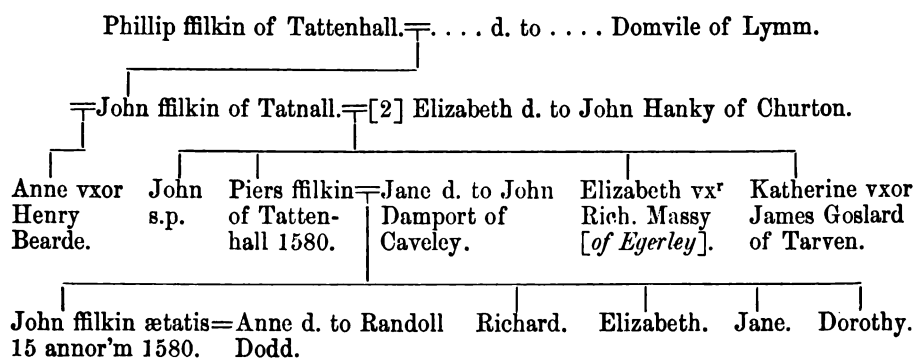 Phillip ffilkin of Tattenhall.=. . . . d. to . . . . Domvile of Lymm.
=John ffilkin of Tatnall.=[2] Elizabeth d. to John Hanky of Churton.
Anne vxor Henry Bearde.
John s.p.
Piers ffilkin of Tatten-hall 1580.=Jane d. to John Damport of Caveley.
Elizabeth vxʳ Rich. Massy [of Egerley].
Katherine vxor James Goslard of Tarven.
John ffilkin ætatis 15 annor'm 1580.=Anne d. to Randoll Dodd.
Richard.
Elizabeth.
Jane.
Dorothy.